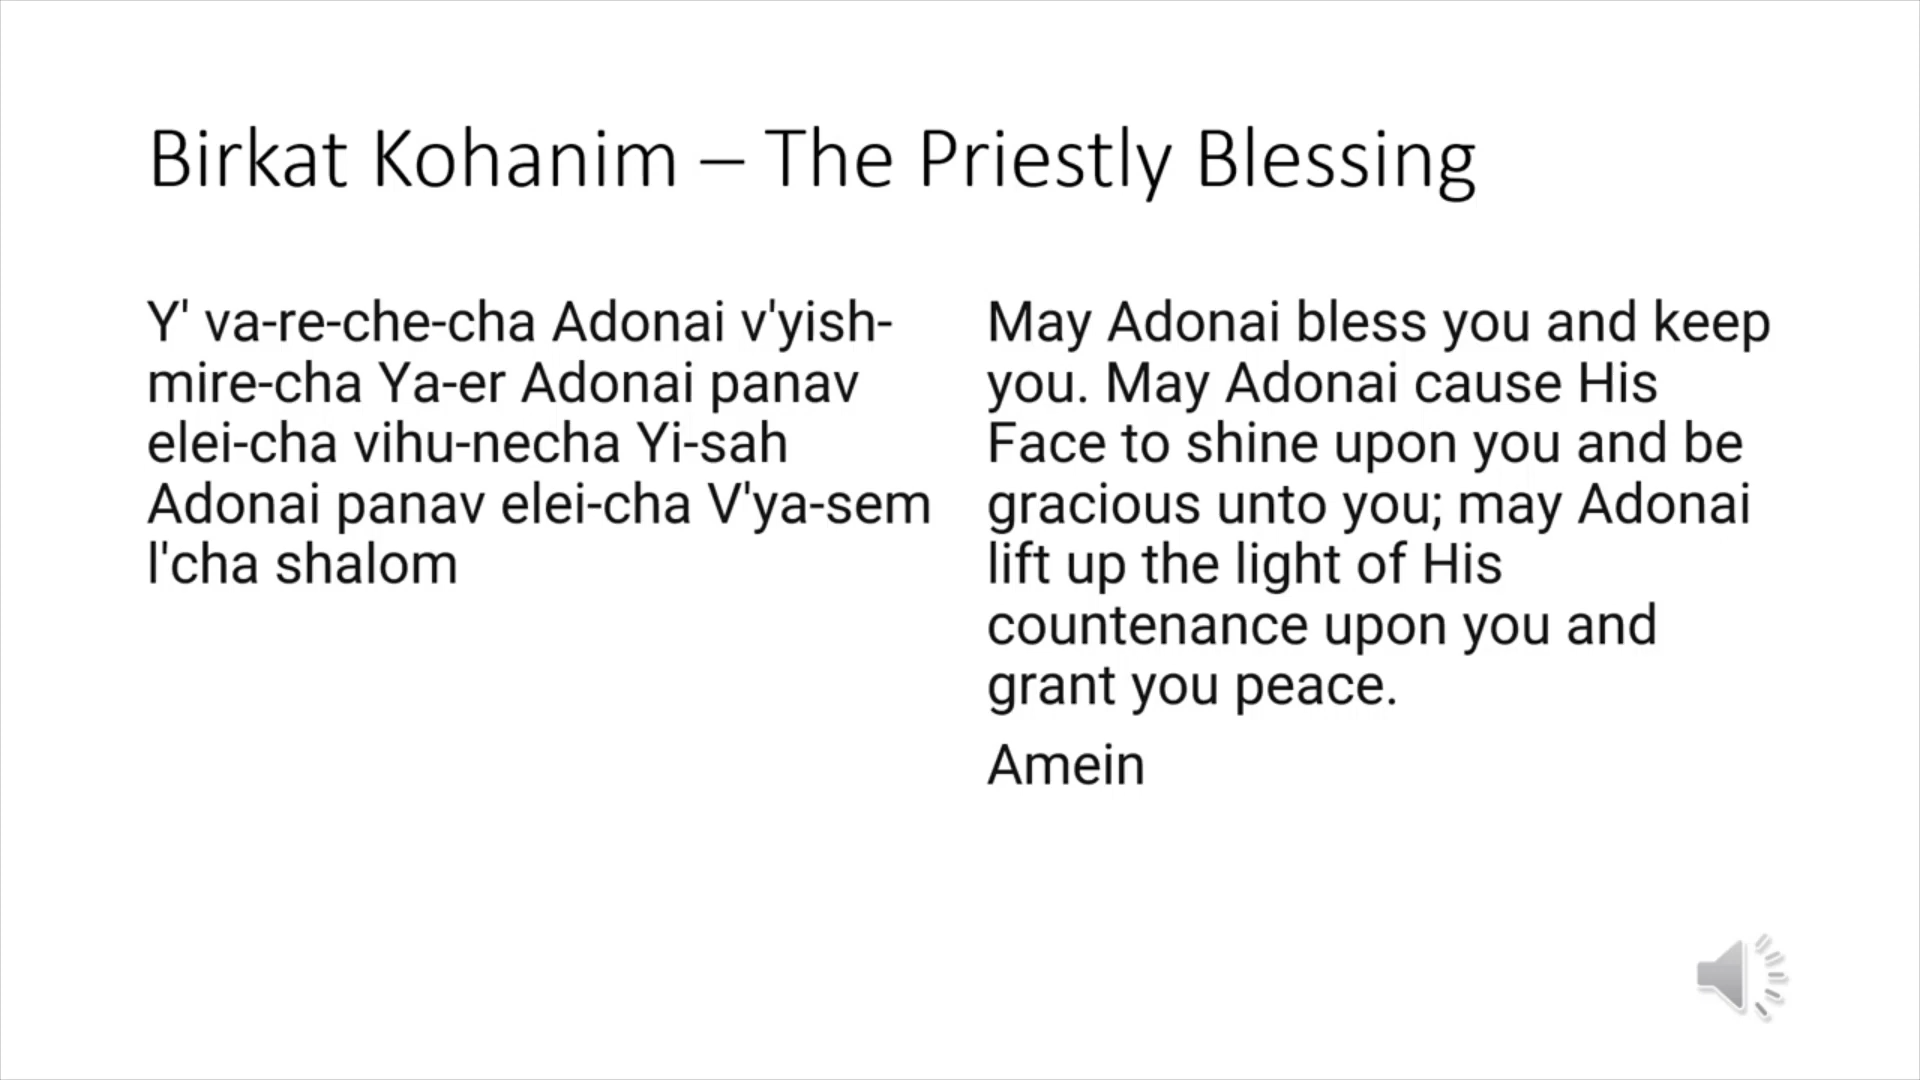 Birkat Kohanim – The Priestly Blessing
Y' va-re-che-cha Adonai v'yish-
mire-cha Ya-er Adonai panav
elei-cha vihu-necha Yi-sah
Adonai panav elei-cha V'ya-sem
l'cha shalom
May Adonai bless you and keep
you. May Adonai cause His
Face to shine upon you and be
gracious unto you; may Adonai
lift up the light of His
countenance upon you and
grant you peace.
Amein